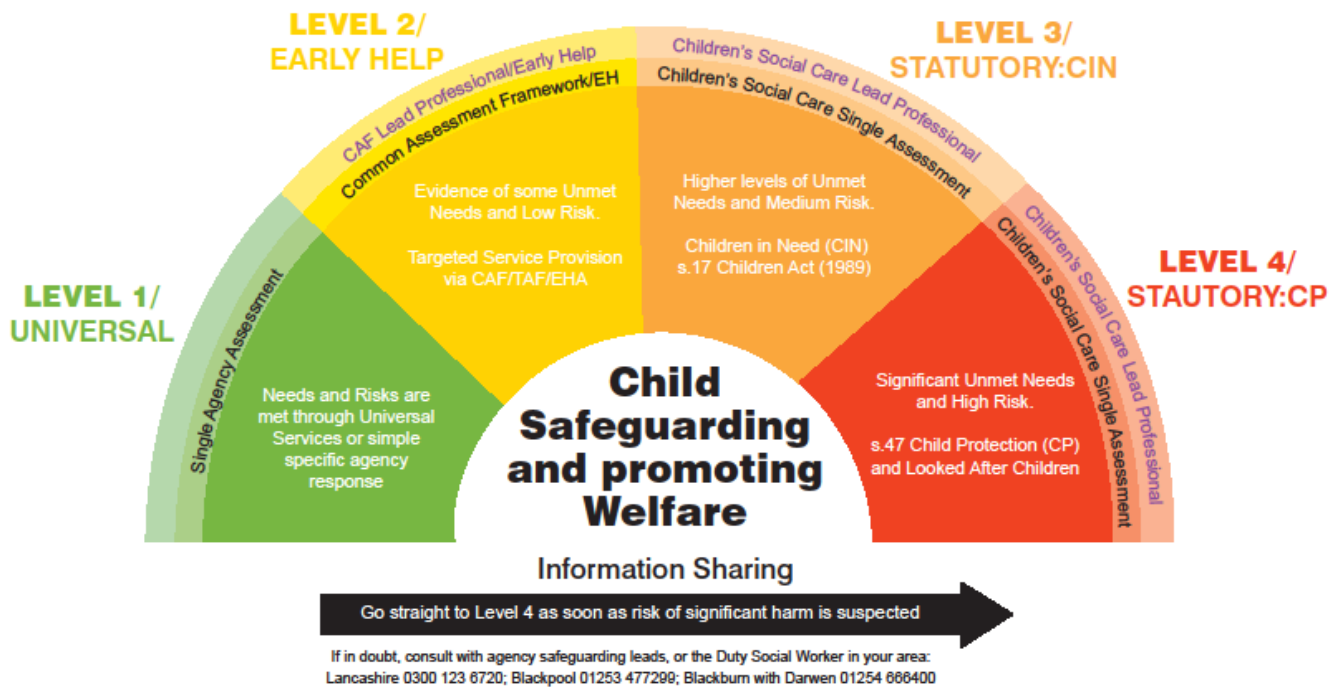 LEVEL 1/
UNIVERSAL
Single Agency Assessment
Needs and Risks are
met through Universal
Services or simple
specific agency
response
LEVEL 2/
EARLY HELP
CAF Lead Professional/Early Help
Common Assessment Framework/EH
Evidence of some Unmet
Needs and Low Risk.
Targeted Service Provision
via CAF/TAF/EHA
LEVEL 3/
STATUTORY:CIN
Children's Social Care Lead Professional
Children's Social Care Single Assessment
Higher levels of Unmet
Needs and Medium Risk.
Children in Need (CIN)
s.17 Children Act (1989)
LEVEL 4/
STAUTORY:CP
Children's Social Care Lead Professional
Children's Social Care Single Assessment
Significant Unmet Needs
and High Risk.
s.47 Child Protection (CP)
and Looked After Children
Child
Safeguarding
and promoting
Welfare
Information Sharing
Go straight to Level 4 as soon as risk of significant harm is suspected
If in doubt, consult with agency safeguarding leads, or the Duty Social Worker in your area:
Lancashire 0300 123 6720; Blackpool 01253 477299; Blackburn with Darwen 01254 666400